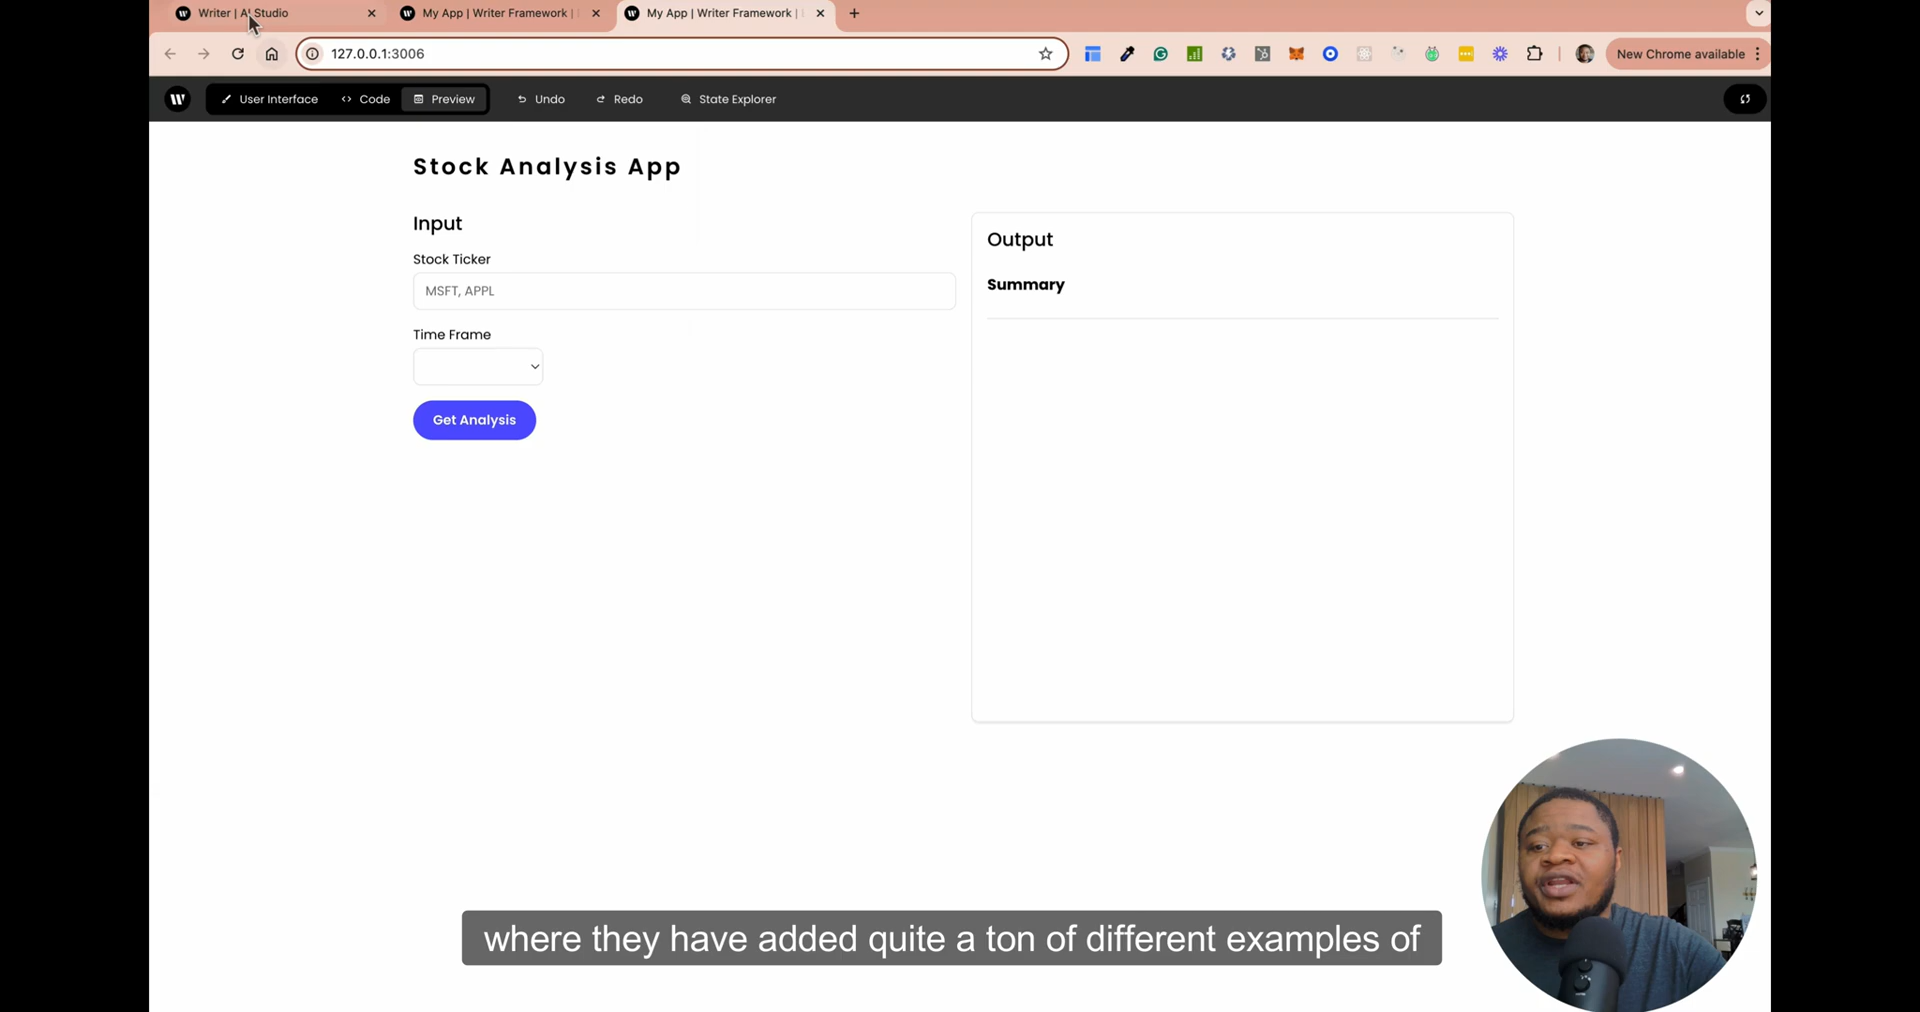 Writer | AI Studio
My App | Writer Framework |
My App | Writer Framework |
127.0.0.1:3006
New Chrome available
User Interface
Code
Preview
Undo
Redo
State Explorer
Stock Analysis App
Input
Stock Ticker
MSFT, APPL
Time Frame
Get Analysis
Output
Summary
where they have added quite a ton of different examples of